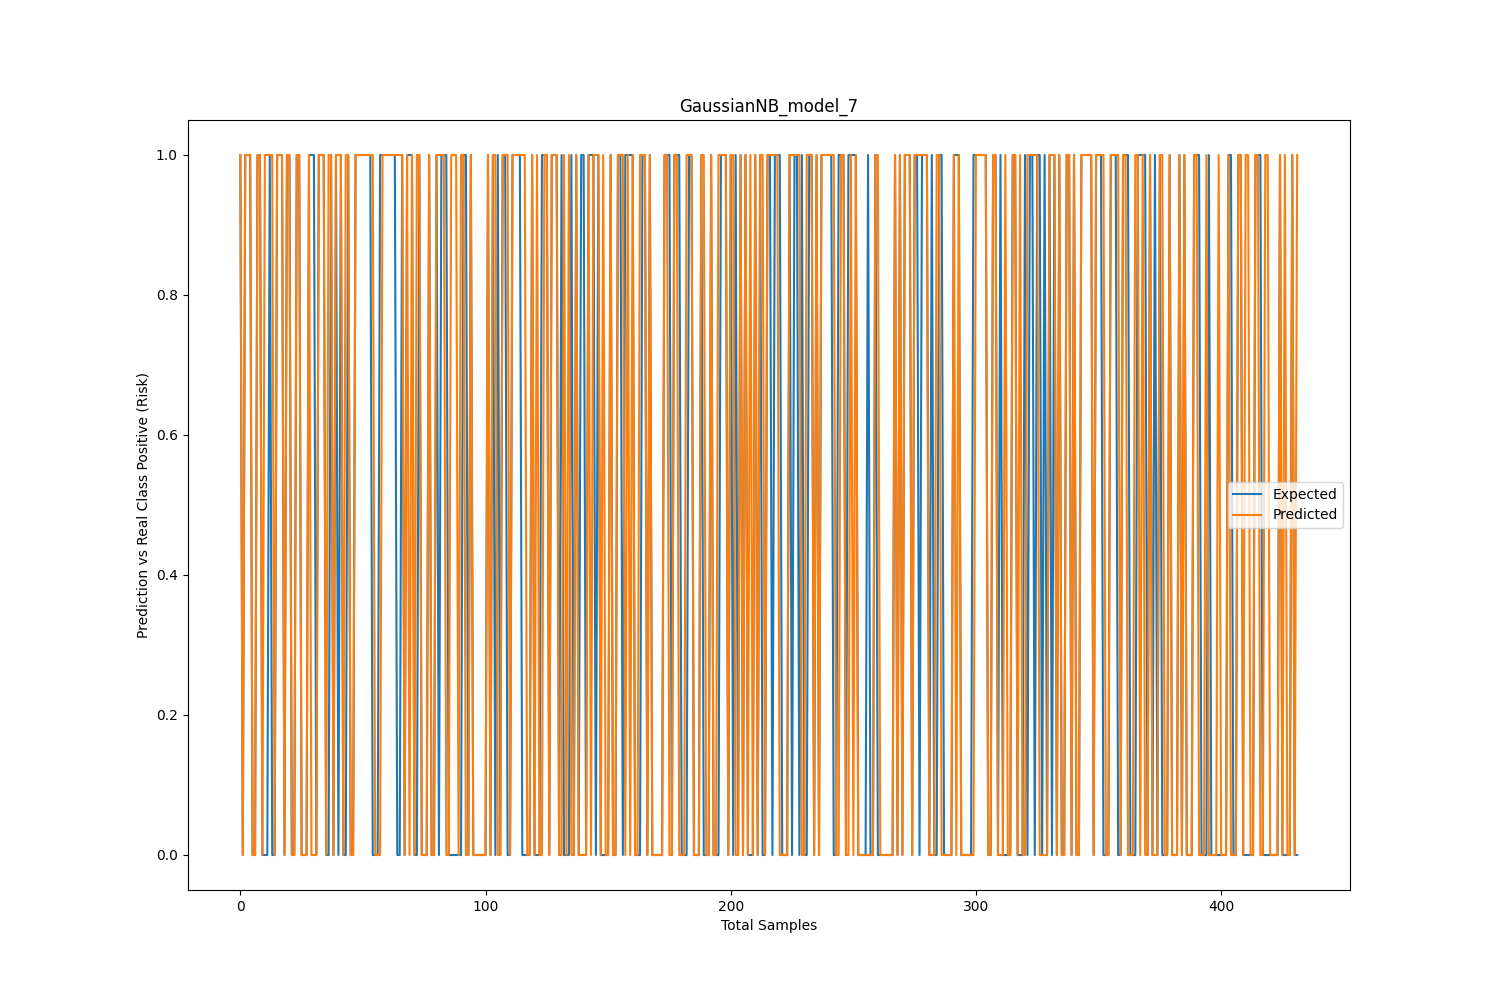 GaussianNB_model_7
1.0
0.8
0.6
0.4
0.2
0.0
Prediction vs Real Class Positive (Risk)
Expected
Predicted
0 100 200 300 400
Total Samples